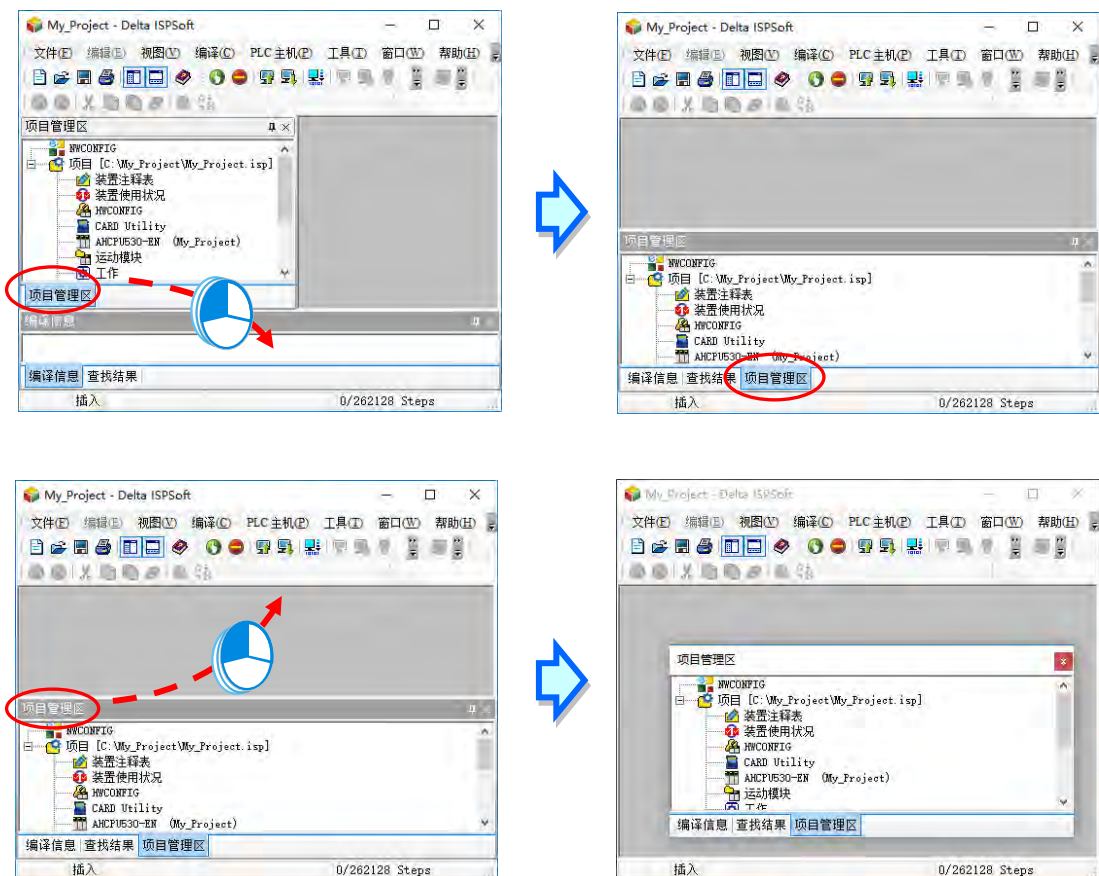 My_Project - Delta ISPSoft
文件(F) 编辑(E) 视图(V) 编译(C) PLC 主机(P) 工具(T) 窗口(W) 帮助(H)
项目管理区
NWCONFIG
项目 [C:\My_Project\My_Project.isp]
装置注释表
装置使用状况
HWCONFIG
CARD Utility
AHCPU530-EN (My_Project)
运动模块
工作
项目管理区
编译信息
编译信息 查找结果
插入 0/262128 Steps
My_Project - Delta ISPSoft
文件(F) 编辑(E) 视图(V) 编译(C) PLC 主机(P) 工具(T) 窗口(W) 帮助(H)
项目管理区
NWCONFIG
项目 [C:\My_Project\My_Project.isp]
装置注释表
装置使用状况
HWCONFIG
CARD Utility
AHCPU530-EN (My_Project)
编译信息 查找结果 项目管理区
插入 0/262128 Steps
My_Project - Delta ISPSoft
文件(F) 编辑(E) 视图(V) 编译(C) PLC 主机(P) 工具(T) 窗口(W) 帮助(H)
项目管理区
NWCONFIG
项目 [C:\My_Project\My_Project.isp]
装置注释表
装置使用状况
HWCONFIG
CARD Utility
AHCPU530-EN (My_Project)
编译信息 查找结果 项目管理区
插入 0/262128 Steps
My_Project - Delta ISPSoft
文件(F) 编辑(E) 视图(V) 编译(C) PLC 主机(P) 工具(T) 窗口(W) 帮助(H)
项目管理区
NWCONFIG
项目 [C:\My_Project\My_Project.isp]
装置注释表
装置使用状况
HWCONFIG
CARD Utility
AHCPU530-EN (My_Project)
运动模块
工作
编译信息 查找结果 项目管理区
插入 0/262128 Steps